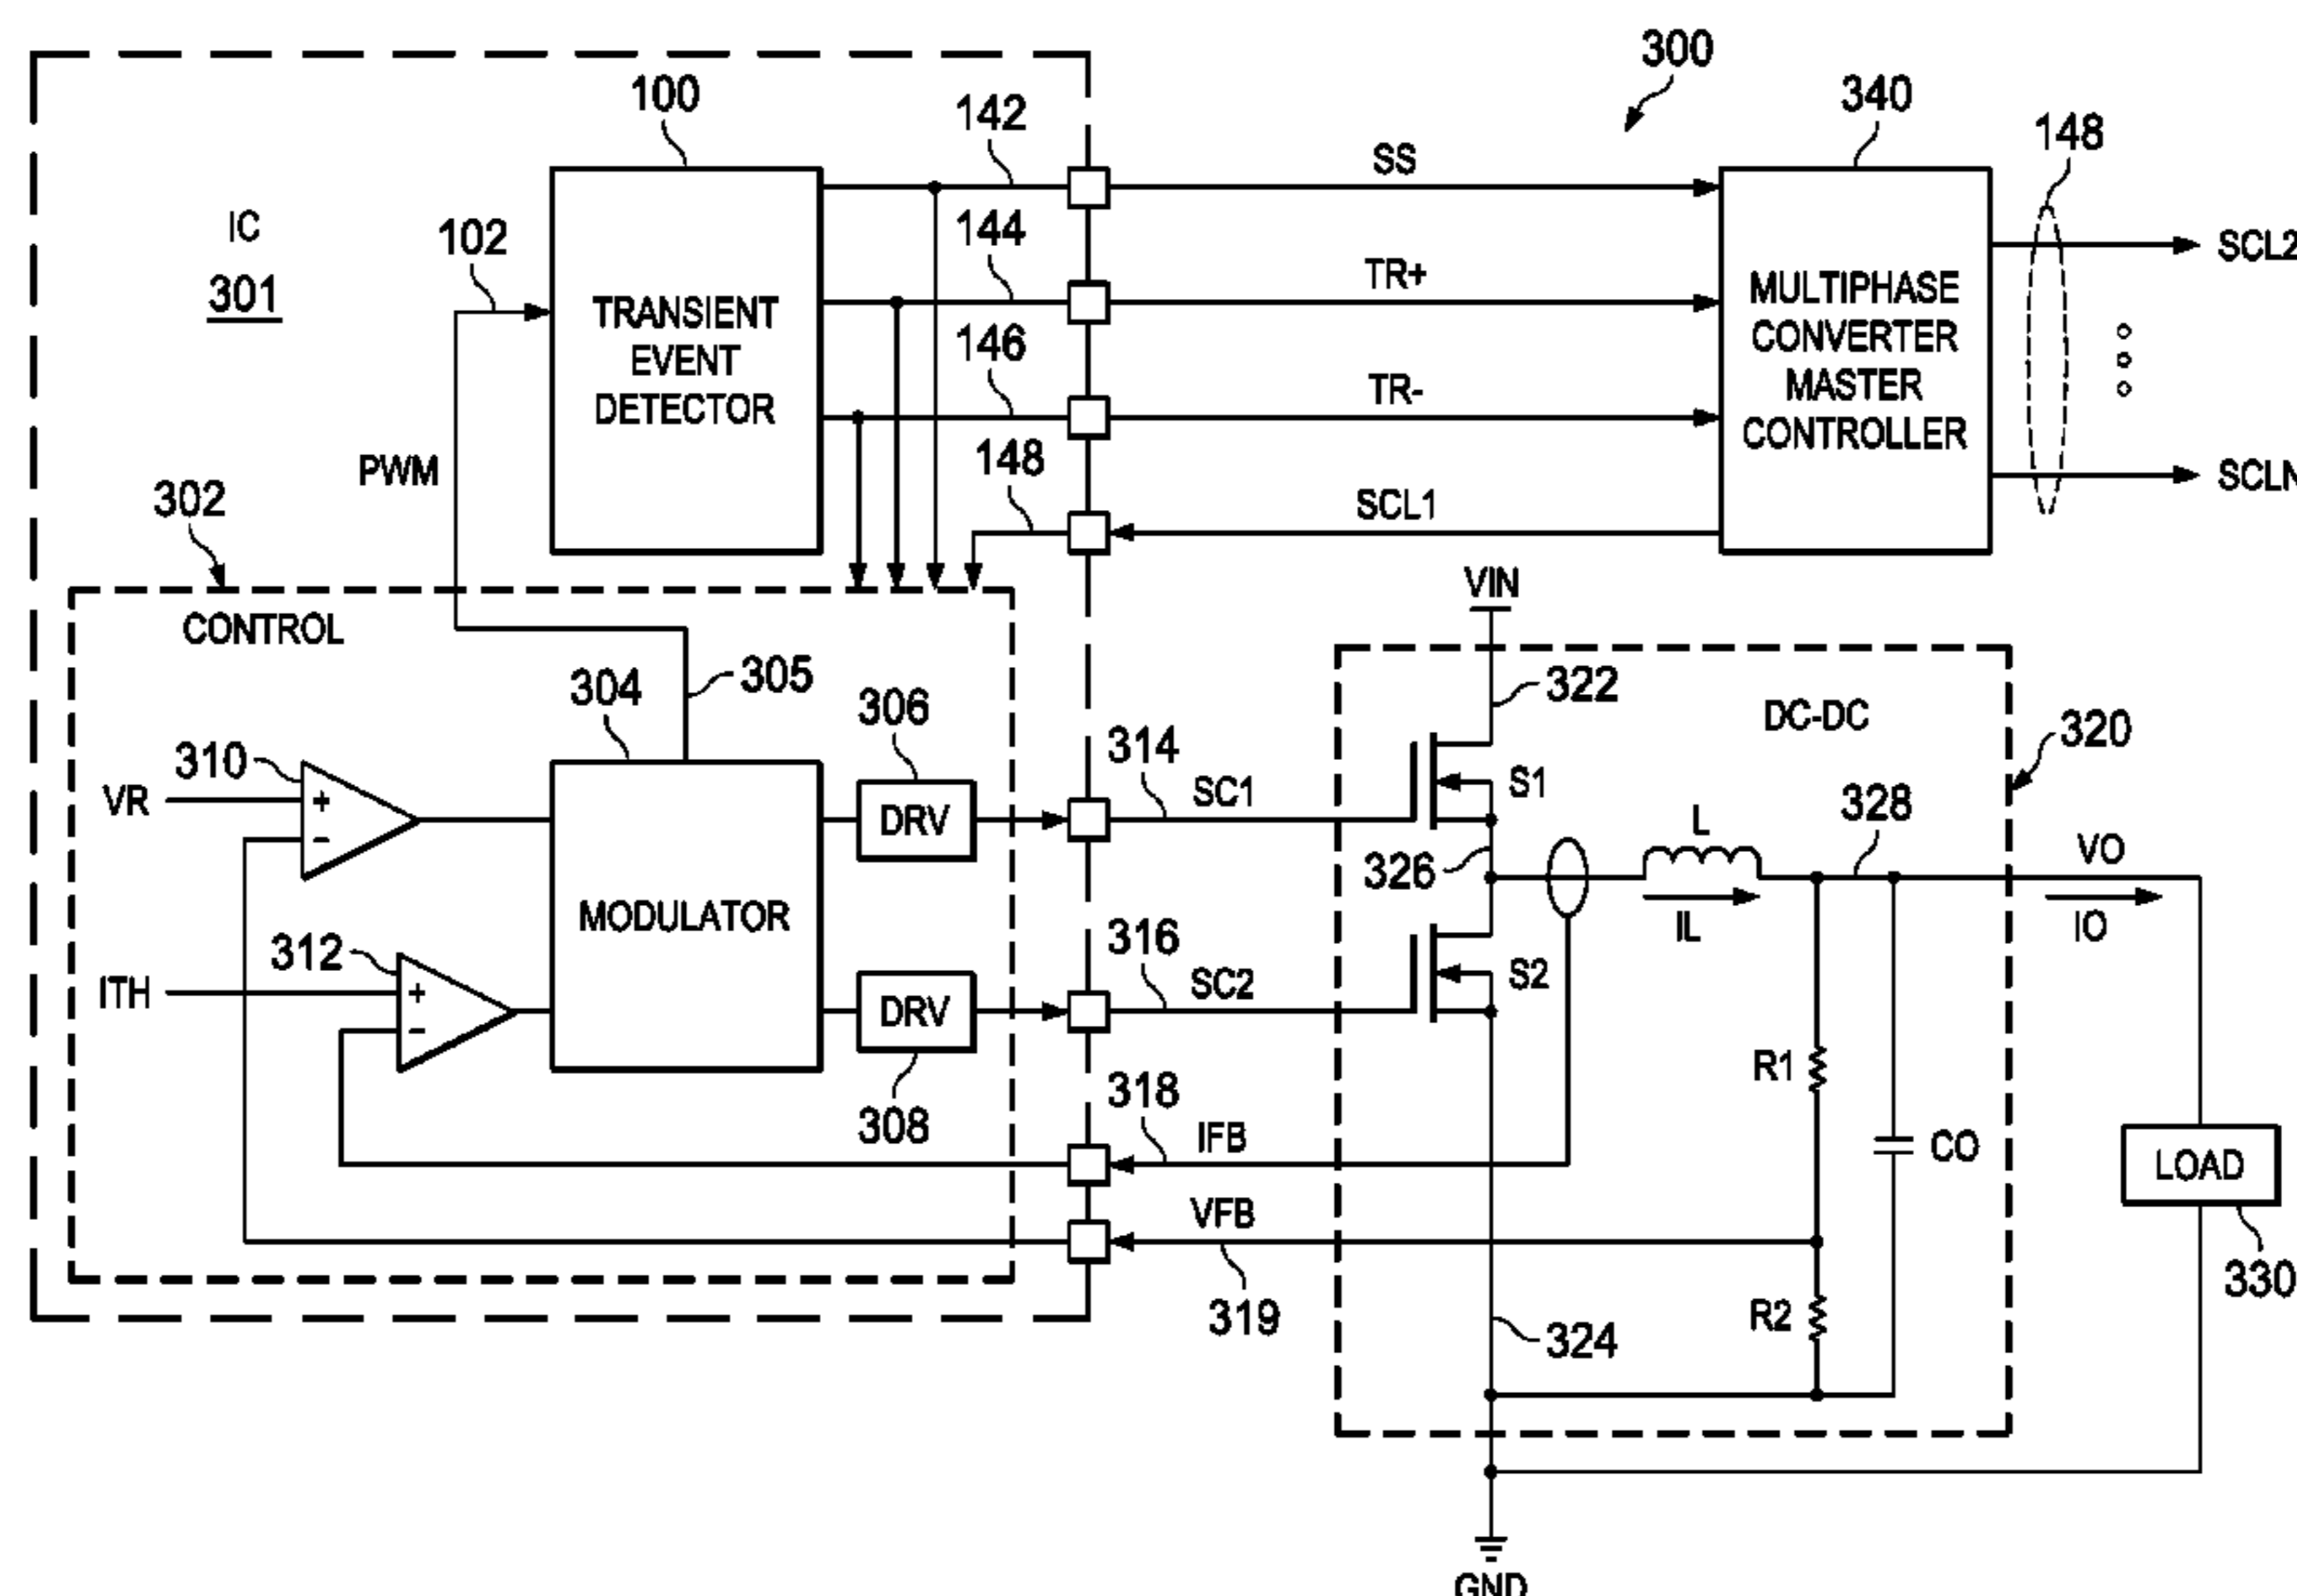 300
100
142
340
148
SS
IC
301
102
144
TR+
SCL2
TRANSIENT
EVENT
DETECTOR
MULTIPHASE
CONVERTER
MASTER
CONTROLLER
146
TR-
PWM
148
SCL1
SCLN
302
CONTROL
VIN
304
305
306
322
DC-DC
320
310
VR
+
-
DRV
314
SC1
S1
L
328
326
VO
IL
IO
MODULATOR
312
ITH
+
-
DRV
316
SC2
S2
308
318
IFB
R1
CO
LOAD
VFB
319
330
R2
324
GND